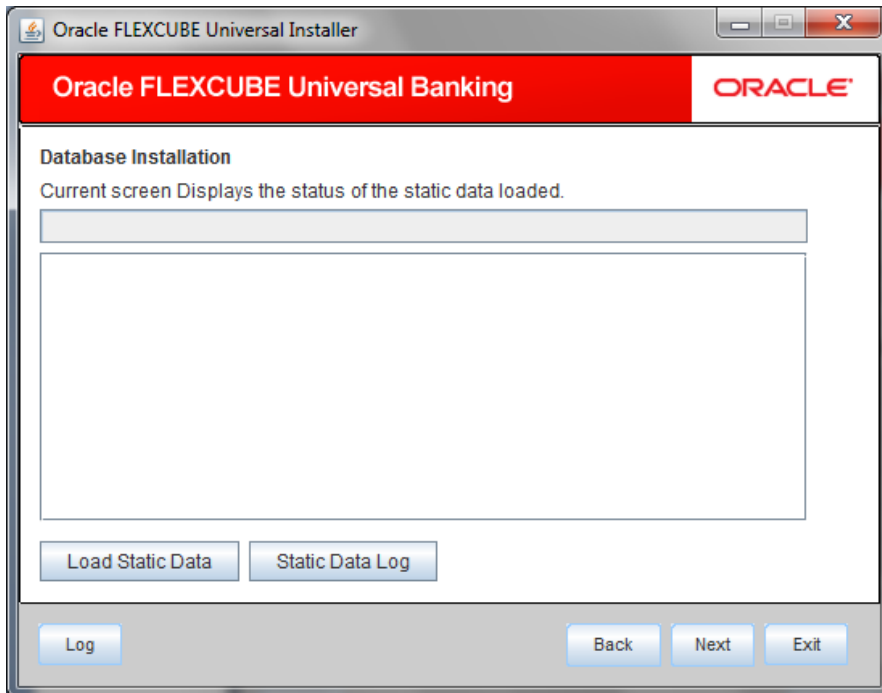 Oracle FLEXCUBE Universal Installer
Oracle FLEXCUBE Universal Banking
ORACLE
Database Installation
Current screen Displays the status of the static data loaded.
Load Static Data
Static Data Log
Log
Back
Next
Exit